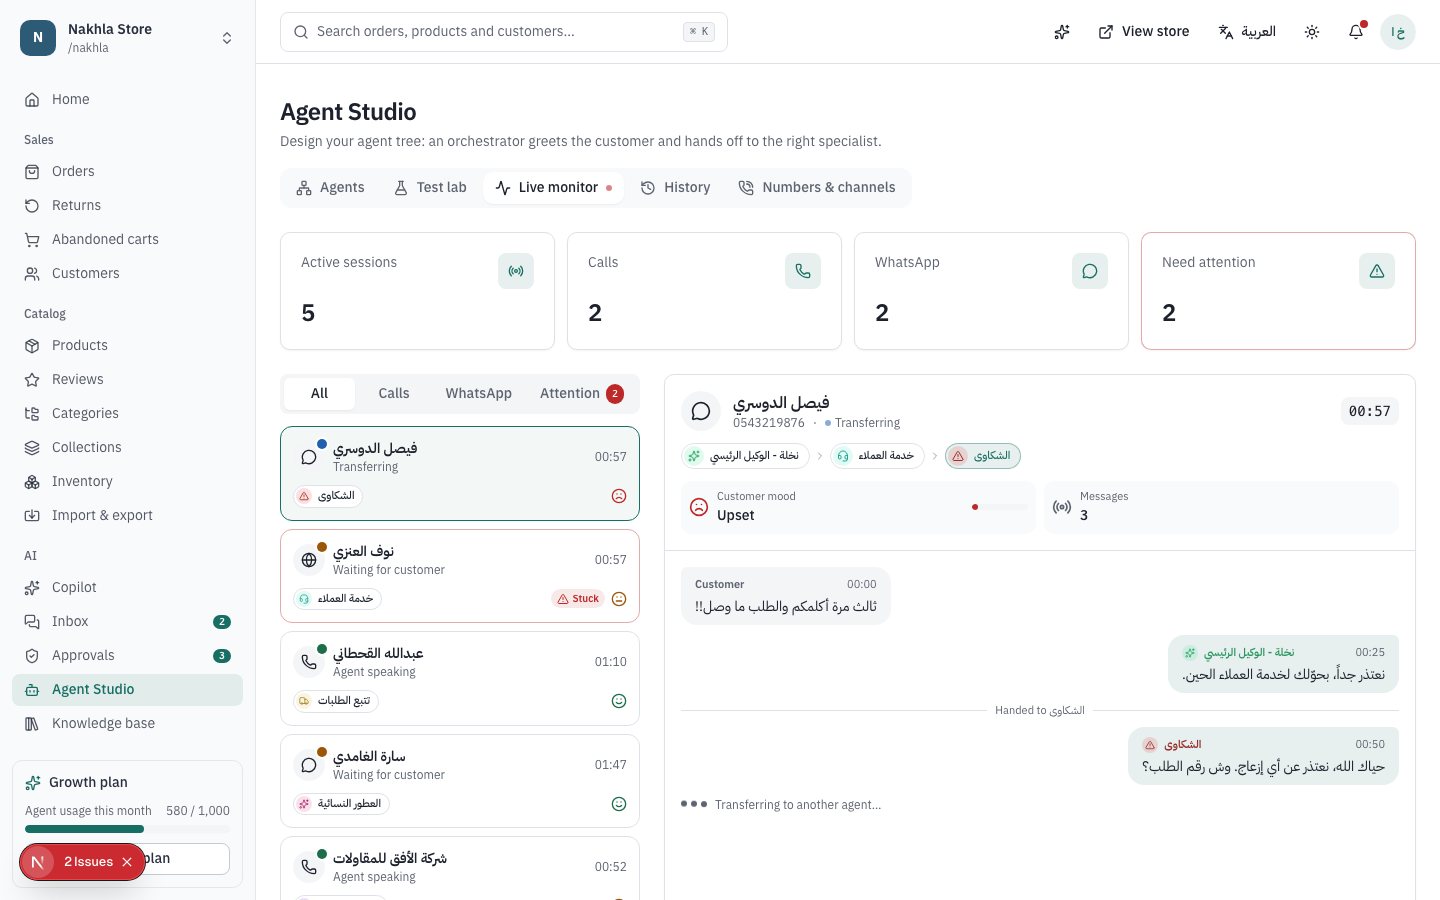 N
Nakhla Store
/nakhla
Search orders, products and customers...
⌘ K
View store
العربية
خ ا
Home
Sales
Orders
Returns
Abandoned carts
Customers
Catalog
Products
Reviews
Categories
Collections
Inventory
Import & export
AI
Copilot
Inbox
2
Approvals
3
Agent Studio
Knowledge base
Growth plan
Agent usage this month
580 / 1,000
plan
N
2 Issues
Agent Studio
Design your agent tree: an orchestrator greets the customer and hands off to the right specialist.
Agents
Test lab
Live monitor
History
Numbers & channels
Active sessions
5
Calls
2
WhatsApp
2
Need attention
2
All
Calls
WhatsApp
Attention
2
فيصل الدوسري
00:57
Transferring
الشكاوى
نوف العنزي
00:57
Waiting for customer
خدمة العملاء
Stuck
عبدالله القحطاني
01:10
Agent speaking
تتبع الطلبات
سارة الغامدي
01:47
Waiting for customer
العطور النسائية
شركة الأفق للمقاولات
00:52
Agent speaking
فيصل الدوسري
0543219876 · Transferring
00:57
نخلة - الوكيل الرئيسي
خدمة العملاء
الشكاوى
Customer mood
Upset
Messages
3
Customer
00:00
ثالث مرة أكلمكم والطلب ما وصل!!
نخلة - الوكيل الرئيسي
00:25
نعتذر جداً، بحوّلك لخدمة العملاء الحين.
Handed to الشكاوى
الشكاوى
00:50
حياك الله، نعتذر عن أي إزعاج. وش رقم الطلب؟
Transferring to another agent...